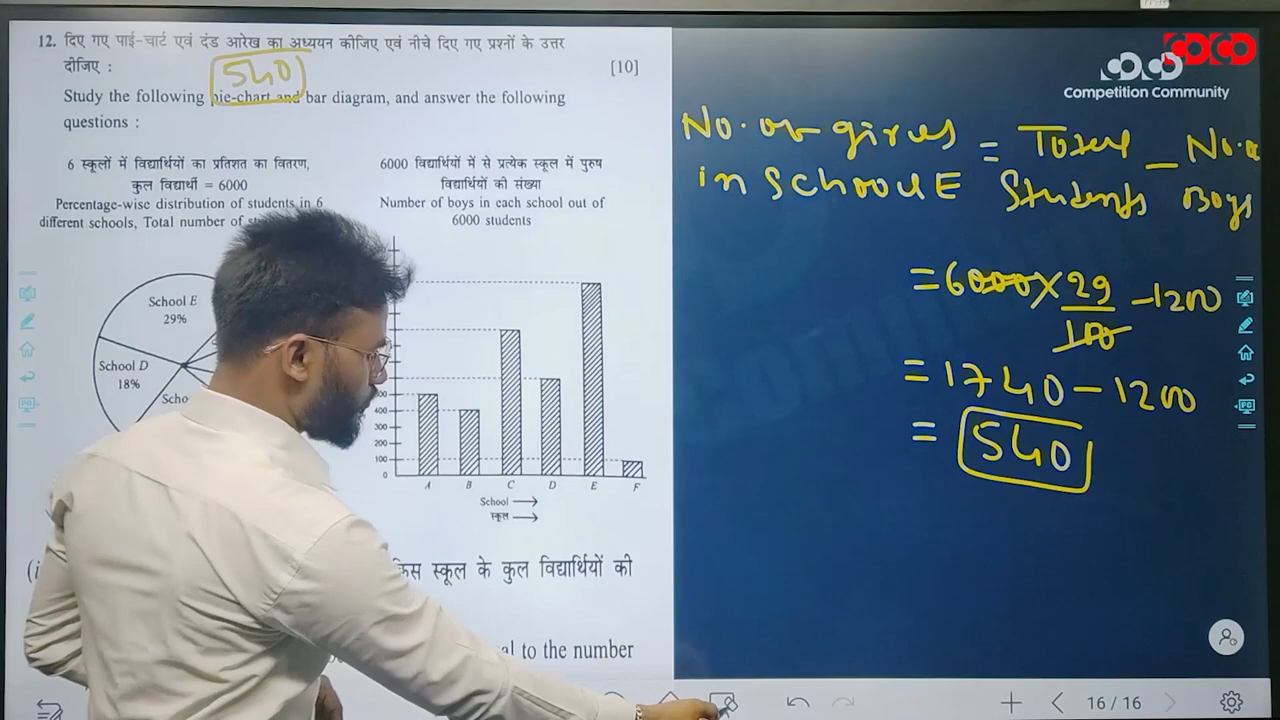 12. दिए गए पाई-चार्ट एवं दंड आरेख का अध्ययन कीजिए एवं नीचे दिए गए प्रश्नों के उत्तर
दीजिए :
[10]
540
Study the following pie-chart and bar diagram, and answer the following
questions :
6 स्कूलों में विद्यार्थियों का प्रतिशत का वितरण,
कुल विद्यार्थी = 6000
Percentage-wise distribution of students in 6
different schools, Total number of
School E
29%
School D
18%
6000 विद्यार्थियों में से प्रत्येक स्कूल में पुरुष
विद्यार्थियों की संख्या
Number of boys in each school out of
6000 students
400
300
200
100
0
A B C D E F
School
स्कूल
स्कूल के कुल विद्यार्थियों की
to the number
COCO
Competition Community
No. of girls = Total - No. of
in School E Students Boys
= 6000 × 29/100 - 1200
= 1740 - 1200
= 540
16 / 16